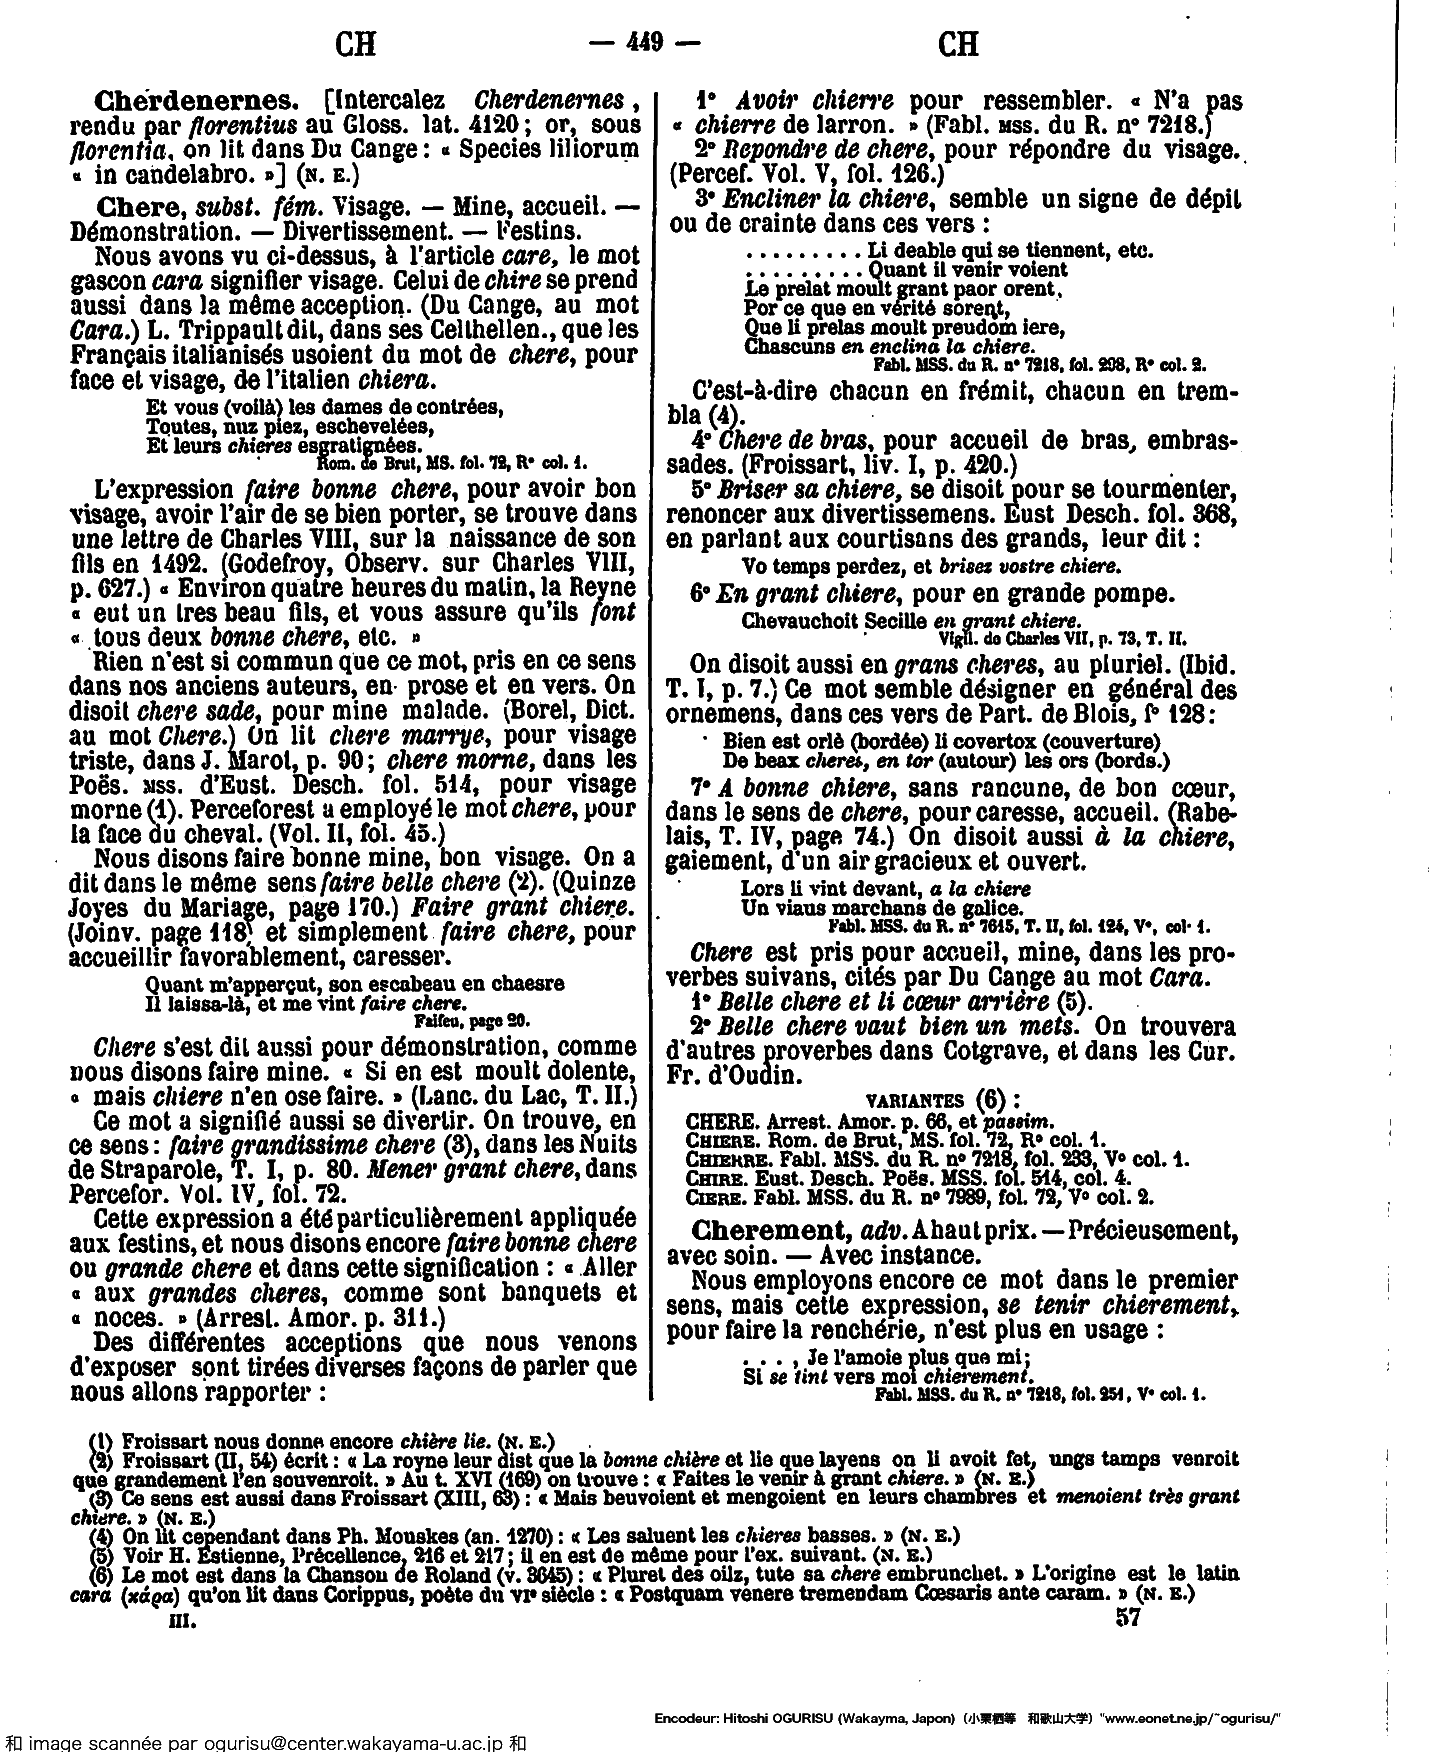 CH
— 449 —
CH
Cherdenernes. [Intercalez Cherdenernes,
rendu par florentius au Gloss. lat. 4120; or, sous
florentia, on lit dans Du Cange : « Species liliorum
« in candelabro. »] (N. E.)
Chere, subst. fém. Visage. — Mine, accueil. —
Démonstration. — Divertissement. — Festins.
Nous avons vu ci-dessus, à l'article care, le mot
gascon cara signifier visage. Celui de chire se prend
aussi dans la même acception. (Du Cange, au mot
Cara.) L. Trippault dit, dans ses Celthellen., que les
Français italianisés usoient du mot de chere, pour
face et visage, de l'italien chiera.
Et vous (voilà) les dames de contrées,
Toutes, nuz piez, eschevelées,
Et leurs chieres esgratignées.
Rom. de Brut, MS. fol. 72, R° col. 1.
L'expression faire bonne chere, pour avoir bon
visage, avoir l'air de se bien porter, se trouve dans
une lettre de Charles VIII, sur la naissance de son
fils en 1492. (Godefroy, Observ. sur Charles VIII,
p. 627.) « Environ quatre heures du matin, la Reyne
« eut un tres beau fils, et vous assure qu'ils font
« tous deux bonne chere, etc. »
Rien n'est si commun que ce mot, pris en ce sens
dans nos anciens auteurs, en prose et en vers. On
disoit chere sade, pour mine malade. (Borel, Dict.
au mot Chere.) On lit chere marrye, pour visage
triste, dans J. Marot, p. 90; chere morne, dans les
Poës. MSS. d'Eust. Desch. fol. 514, pour visage
morne (1). Perceforest a employé le mot chere, pour
la face du cheval. (Vol. II, fol. 45.)
Nous disons faire bonne mine, bon visage. On a
dit dans le même sens faire belle chere (2). (Quinze
Joyes du Mariage, page 170.) Faire grant chiere.
(Joinv. page 118) et simplement faire chere, pour
accueillir favorablement, caresser.
Quant m'apperçut, son escabeau en chaesre
Il laissa-là, et me vint faire chere.
Faifeu, page 20.
Chere s'est dit aussi pour démonstration, comme
nous disons faire mine. « Si en est moult dolente,
« mais chiere n'en ose faire. » (Lanc. du Lac, T. II.)
Ce mot a signifié aussi se divertir. On trouve, en
ce sens : faire grandissime chere (3), dans les Nuits
de Straparole, T. I, p. 80. Mener grant chere, dans
Percefor. Vol. IV, fol. 72.
Cette expression a été particulièrement appliquée
aux festins, et nous disons encore faire bonne chere
ou grande chere et dans cette signification : « Aller
« aux grandes cheres, comme sont banquets et
« noces. » (Arrest. Amor. p. 311.)
Des différentes acceptions que nous venons
d'exposer sont tirées diverses façons de parler que
nous allons rapporter :
1° Avoir chierre pour ressembler. « N'a pas
« chierre de larron. » (Fabl. MSS. du R. n° 7218.)
2° Repondre de chere, pour répondre du visage.
(Percef. Vol. V, fol. 126.)
3° Encliner la chiere, semble un signe de dépit
ou de crainte dans ces vers :
. . . . . . . . . Li deable qui se tiennent, etc.
. . . . . . . . . Quant il venir voient
Le prelat moult grant paor orent,
Por ce que en vérité sorent,
Que li prelas moult preudom iere,
Chascuns en enclina la chiere.
Fabl. MSS. du R. n° 7218, fol. 298, R° col. 2.
C'est-à-dire chacun en frémit, chacun en trem-
bla (4).
4° Chere de bras, pour accueil de bras, embras-
sades. (Froissart, liv. I, p. 420.)
5° Briser sa chiere, se disoit pour se tourmenter,
renoncer aux divertissemens. Eust Desch. fol. 368,
en parlant aux courtisans des grands, leur dit :
Vo temps perdez, et brisez vostre chiere.
6° En grant chiere, pour en grande pompe.
Chevauchoit Secille en grant chiere.
Vigil. de Charles VII, p. 73, T. II.
On disoit aussi en grans cheres, au pluriel. (Ibid.
T. I, p. 7.) Ce mot semble désigner en général des
ornemens, dans ces vers de Part. de Blois, f° 128 :
Bien est orlé (bordée) li covertox (couverture)
De beax cheres, en tor (autour) les ors (bords.)
7° A bonne chiere, sans rancune, de bon cœur,
dans le sens de chere, pour caresse, accueil. (Rabe-
lais, T. IV, page 74.) On disoit aussi à la chiere,
gaiement, d'un air gracieux et ouvert.
Lors li vint devant, a la chiere
Un viaus marchans de galice.
Fabl. MSS. du R. n° 7615, T. II, fol. 124, V°, col. 1.
Chere est pris pour accueil, mine, dans les pro-
verbes suivans, cités par Du Cange au mot Cara.
1° Belle chere et li cœur arrière (5).
2° Belle chere vaut bien un mets. On trouvera
d'autres proverbes dans Cotgrave, et dans les Cur.
Fr. d'Oudin.
VARIANTES (6) :
CHERE. Arrest. Amor. p. 66, et passim.
CHIERE. Rom. de Brut, MS. fol. 72, R° col. 1.
CHIERRE. Fabl. MSS. du R. n° 7218, fol. 233, V° col. 1.
CHIRE. Eust. Desch. Poës. MSS. fol. 514, col. 4.
CIERE. Fabl. MSS. du R. n° 7989, fol. 72, V° col. 2.
Cherement, adv. A haut prix. — Précieusement,
avec soin. — Avec instance.
Nous employons encore ce mot dans le premier
sens, mais cette expression, se tenir chierement,
pour faire la renchérie, n'est plus en usage :
. . . , Je l'amoie plus que mi;
Si se tint vers moi chierement.
Fabl. MSS. du R. n° 7218, fol. 251, V° col. 1.
(1) Froissart nous donne encore chière lie. (N. E.)
(2) Froissart (II, 54) écrit : « La royne leur dist que la bonne chière et lie que layens on li avoit fet, ungs tamps venroit
que grandement l'en souvenroit. » Au t. XVI (169) on trouve : « Faites le venir à grant chiere. » (N. E.)
(3) Ce sens est aussi dans Froissart (XIII, 63) : « Mais beuvoient et mengoient en leurs chambres et menoient très grant
chiere. » (N. E.)
(4) On lit cependant dans Ph. Mouskes (an. 1270) : « Les saluent les chieres basses. » (N. E.)
(5) Voir H. Estienne, Précellence, 216 et 217; il en est de même pour l'ex. suivant. (N. E.)
(6) Le mot est dans la Chanson de Roland (v. 3645) : « Pluret des oilz, tute sa chere embrunchet. » L'origine est le latin
cara (κάρα) qu'on lit dans Corippus, poète du VIe siècle : « Postquam venere tremendam Cœsaris ante caram. » (N. E.)
III.
57
Encodeur: Hitoshi OGURISU (Wakayma, Japon) (小栗栖等 和歌山大学) "www.eonet.ne.jp/~ogurisu/"
和 image scannée par ogurisu@center.wakayama-u.ac.jp 和